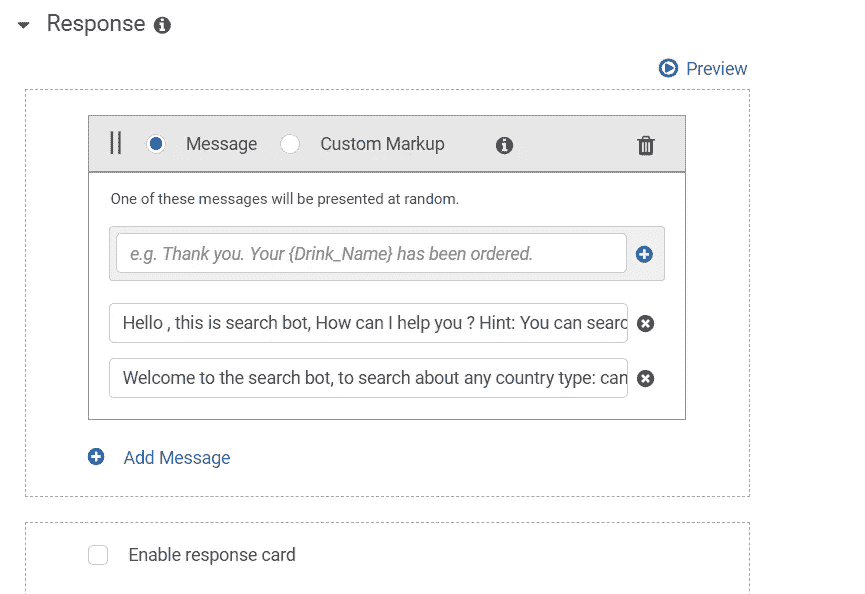 Response
Preview
Message Custom Markup
One of these messages will be presented at random.
e.g. Thank you. Your {Drink_Name} has been ordered.
Hello , this is search bot, How can I help you ? Hint: You can searc
Welcome to the search bot, to search about any country type: can
Add Message
Enable response card